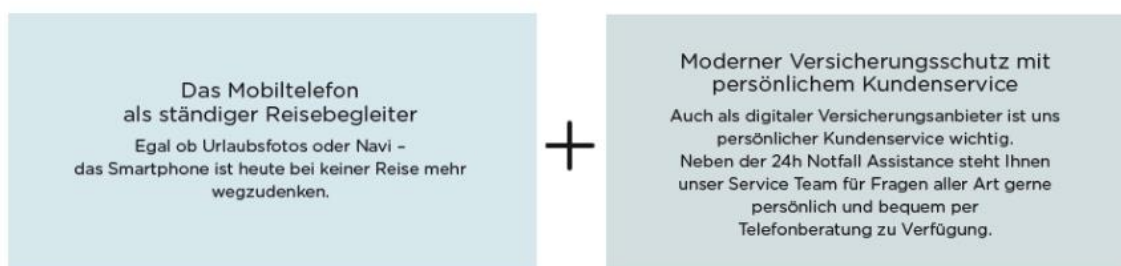 Das Mobiltelefon
als ständiger Reisebegleiter
Egal ob Urlaubsfotos oder Navi –
das Smartphone ist heute bei keiner Reise mehr
wegzudenken.
+
Moderner Versicherungsschutz mit
persönlichem Kundenservice
Auch als digitaler Versicherungsanbieter ist uns
persönlicher Kundenservice wichtig.
Neben der 24h Notfall Assistance steht Ihnen
unser Service Team für Fragen aller Art gerne
persönlich und bequem per
Telefonberatung zu Verfügung.